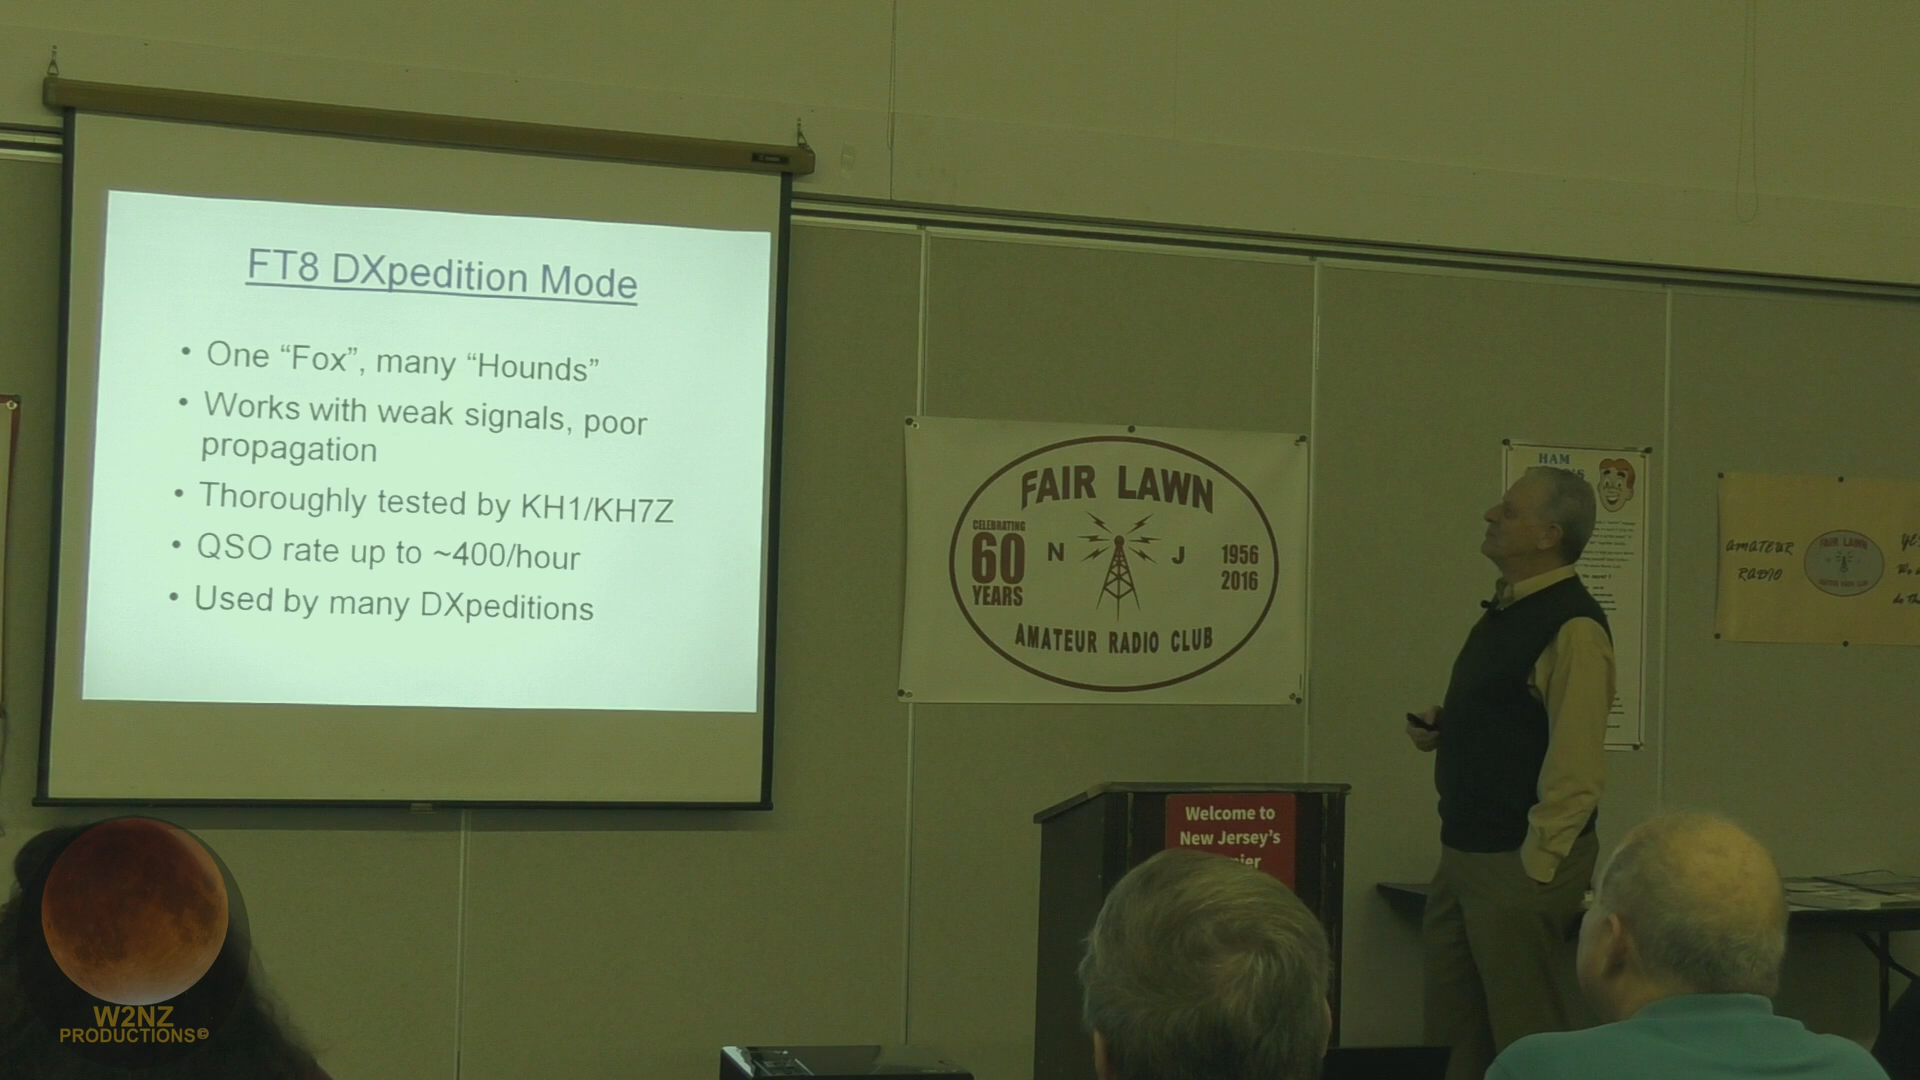 FT8 DXpedition Mode
• One “Fox”, many “Hounds”
• Works with weak signals, poor
propagation
• Thoroughly tested by KH1/KH7Z
• QSO rate up to ~400/hour
• Used by many DXpeditions
FAIR LAWN
CELEBRATING
60
YEARS
N J
1956
2016
AMATEUR RADIO CLUB
HAM
AMATEUR
RADIO
FAIR LAWN
Welcome to
New Jersey’s
W2NZ
PRODUCTIONS©